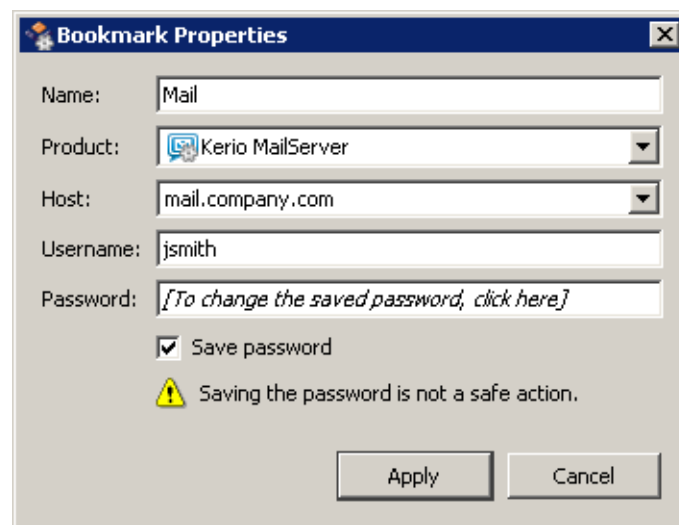 Bookmark Properties
Name: Mail
Product: Kerio MailServer
Host: mail.company.com
Username: jsmith
Password: [To change the saved password, click here]
Save password
Saving the password is not a safe action.
Apply Cancel